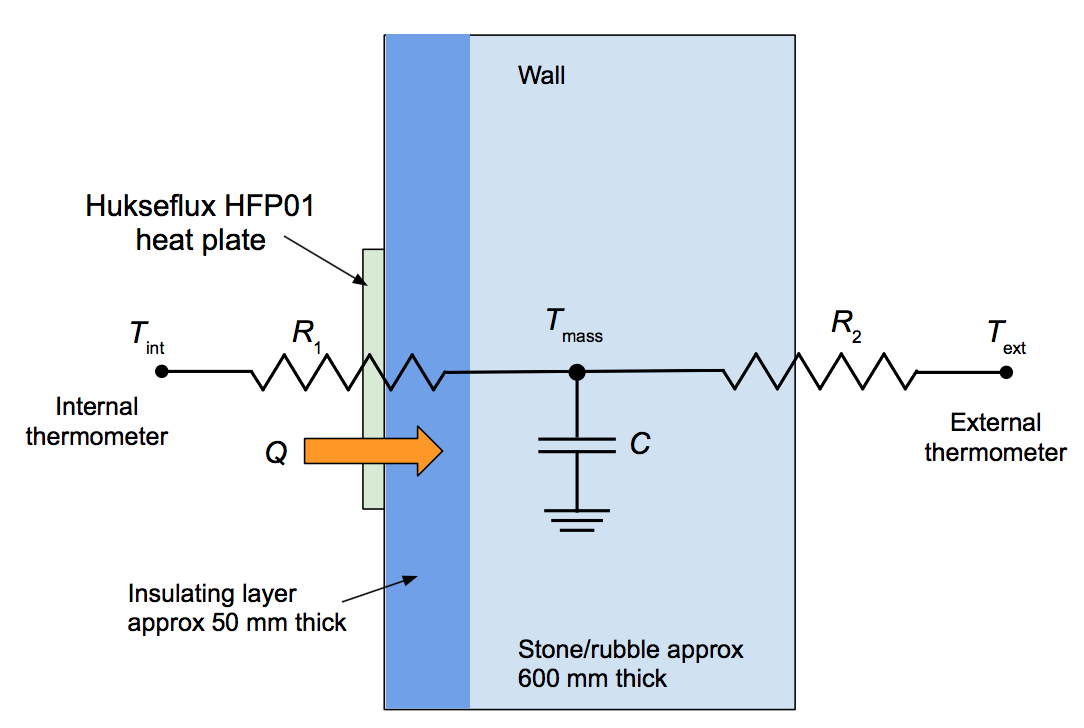 Wall
Hukseflux HFP01
heat plate
T mass
R 2
T int
R 1
T ext
Internal
thermometer
External
thermometer
Q
C
Insulating layer
approx 50 mm thick
Stone/rubble approx
600 mm thick